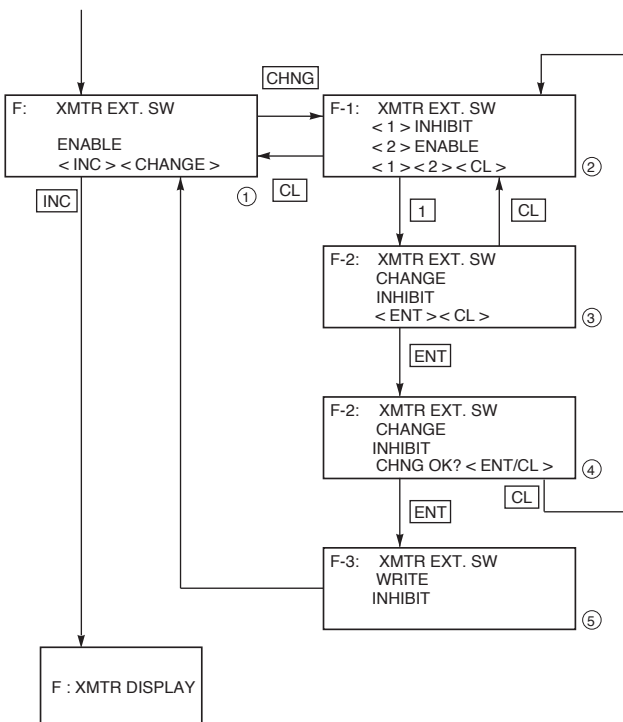 CHNG
F: XMTR EXT. SW
ENABLE
< INC > < CHANGE >
①
F-1: XMTR EXT. SW
< 1 > INHIBIT
< 2 > ENABLE
< 1 > < 2 > < CL >
②
CL
INC
1
CL
F-2: XMTR EXT. SW
CHANGE
INHIBIT
< ENT > < CL >
③
ENT
F-2: XMTR EXT. SW
CHANGE
INHIBIT
CHNG OK? < ENT/CL >
④
CL
ENT
F-3: XMTR EXT. SW
WRITE
INHIBIT
⑤
F : XMTR DISPLAY